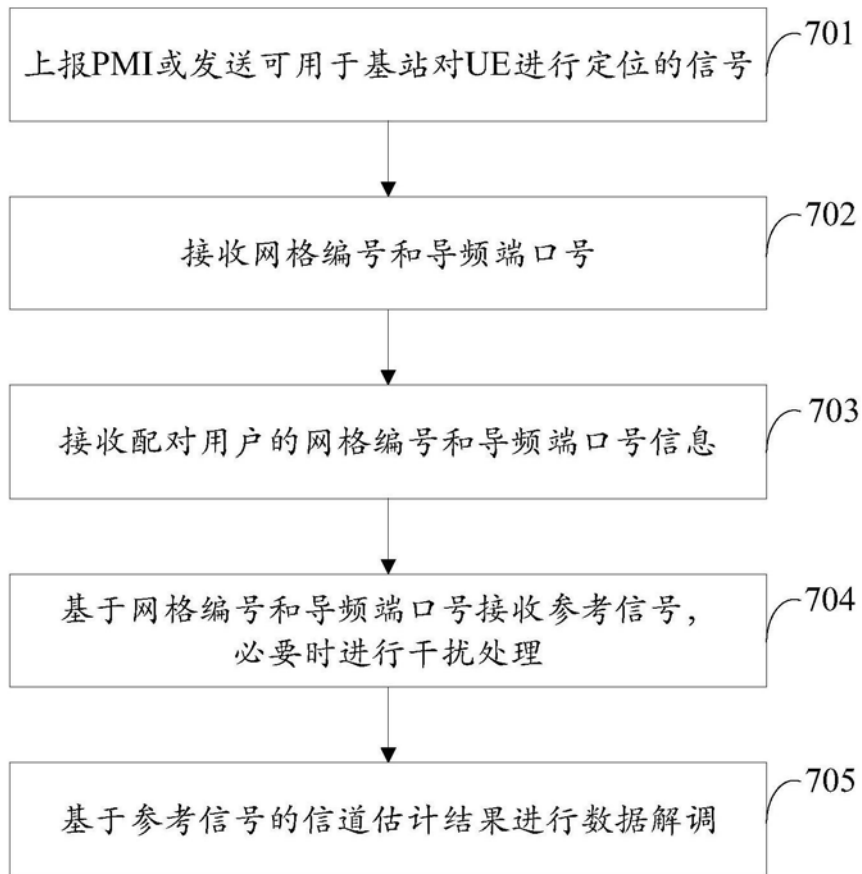 上报PMI或发送可用于基站对UE进行定位的信号
701
接收网格编号和导频端口号
702
接收配对用户的网格编号和导频端口号信息
703
基于网格编号和导频端口号接收参考信号，
必要时进行干扰处理
704
基于参考信号的信道估计结果进行数据解调
705